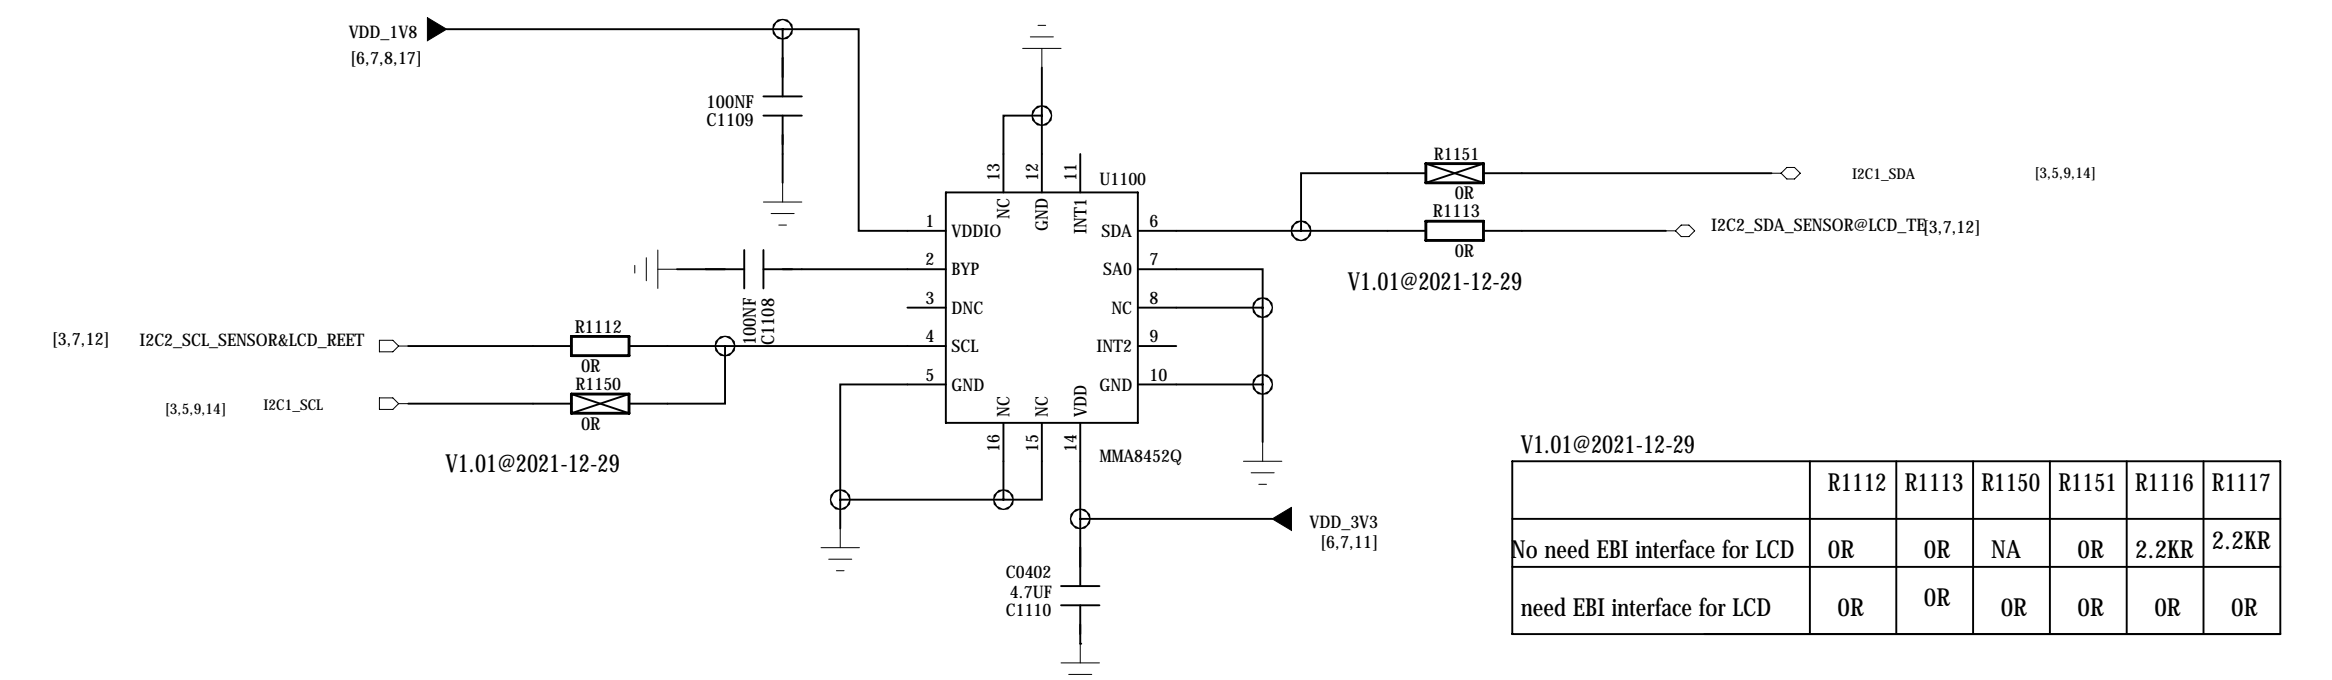 VDD_1V8
[6,7,8,17]
100NF
C1109
13
12
11
U1100
NC
GND
INT1
1
VDDIO
2
BYP
3
DNC
4
SCL
5
GND
SDA
6
SA0
7
NC
8
INT2
9
GND
10
NC
NC
VDD
16
15
14
MMA8452Q
100NF
C1108
[3,7,12]
I2C2_SCL_SENSOR&LCD_REET
R1112
0R
R1150
0R
[3,5,9,14]
I2C1_SCL
V1.01@2021-12-29
R1151
0R
I2C1_SDA
[3,5,9,14]
R1113
0R
I2C2_SDA_SENSOR@LCD_TE[3,7,12]
V1.01@2021-12-29
VDD_3V3
[6,7,11]
C0402
4.7UF
C1110
V1.01@2021-12-29
R1112 R1113 R1150 R1151 R1116 R1117
No need EBI interface for LCD 0R 0R NA 0R 2.2KR 2.2KR
need EBI interface for LCD 0R 0R 0R 0R 0R 0R